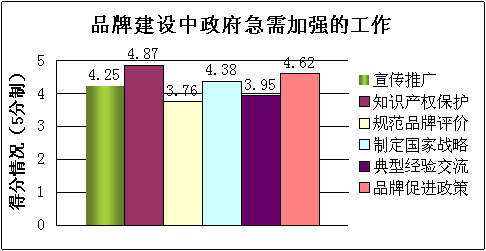 品牌建设中政府急需加强的工作
得分情况（5分制）
5
4
3
2
1
0
4.25
4.87
3.76
4.38
3.95
4.62
宣传推广
知识产权保护
规范品牌评价
制定国家战略
典型经验交流
品牌促进政策